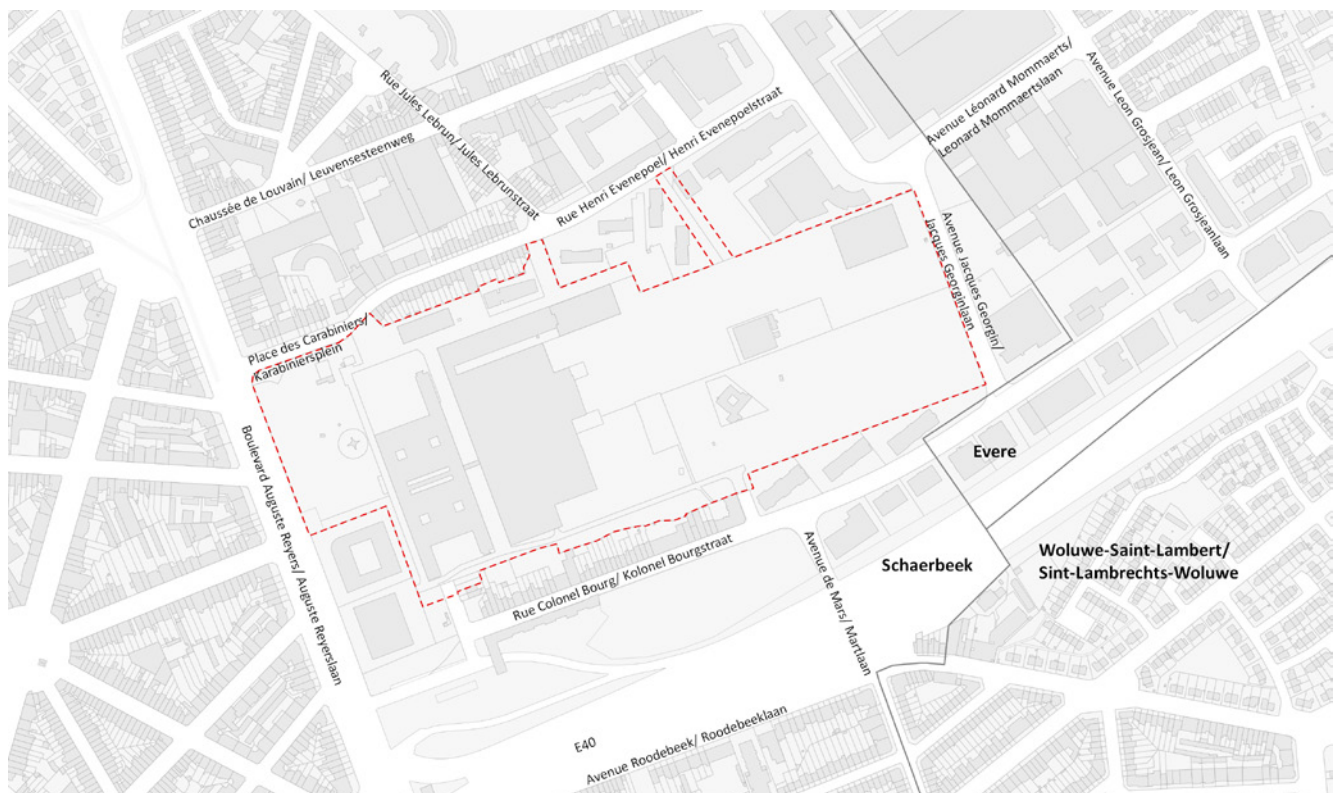 Rue Jules Lebrun/ Jules Lebrunstraat
Chaussée de Louvain/ Leuvensesteenweg
Rue Henri Evenepoel/ Henri Evenepoelstraat
Avenue Léonard Mommaerts/
Leonard Mommaertslaan
Avenue Leon Grosjean/ Leon Grosjeanlaan
Avenue Jacques Georgin/
Jacques Georginlaan
Place des Carabiniers/
Karabiniersplein
Boulevard Auguste Reyers/ Auguste Reyerslaan
Evere
Schaerbeek
Woluwe-Saint-Lambert/
Sint-Lambrechts-Woluwe
Rue Colonel Bourg/ Kolonel Bourgstraat
Avenue de Mars/ Martlaan
E40
Avenue Roodebeek/ Roodebeeklaan